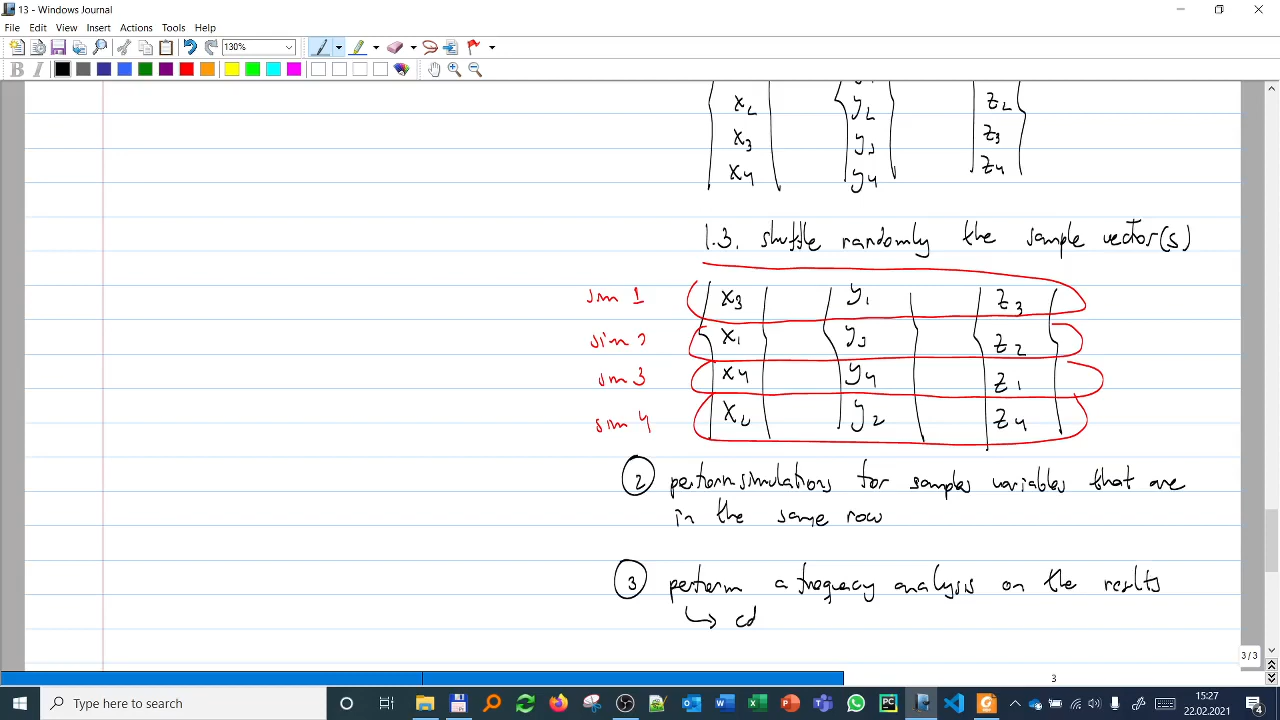 13 - Windows Journal
File Edit View Insert Actions Tools Help
130%
B I
x2 y2 z2
x3 y3 z3
x4 y4 z4
1.3. shuffle randomly the sample vector(s)
sim 1 x3 y1 z3
sim 2 x1 y3 z2
sim 3 x4 y4 z1
sim 4 x2 y2 z4
2 perform simulations for samples variables that are
in the same row
3 perform a frequency analysis on the results
↳ cd
3/3
3
Type here to search
15:27
22.02.2021